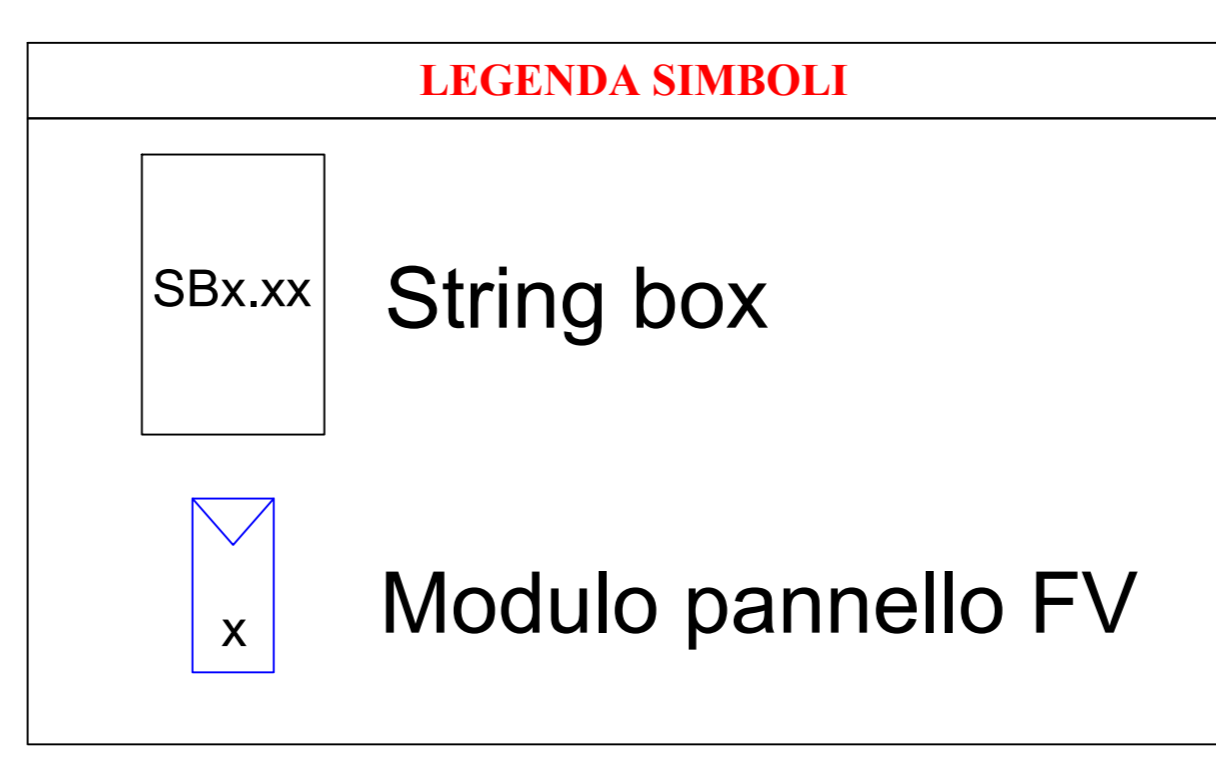 LEGENDA SIMBOLI
SBx.xx
String box
x
Modulo pannello FV